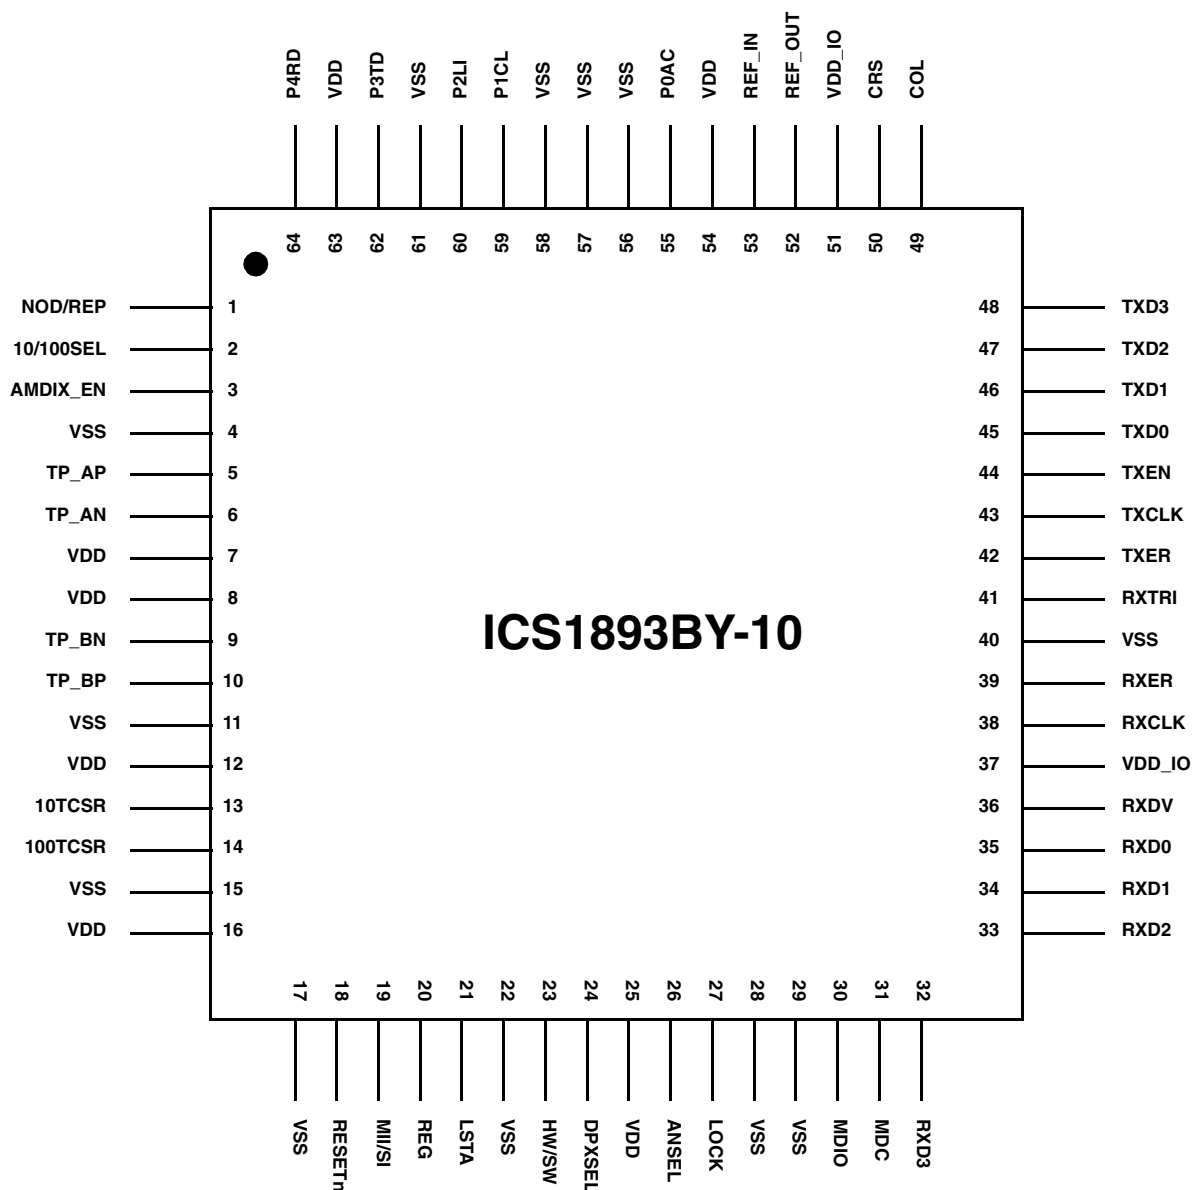 P4RD VDD P3TD VSS P2LI P1CL VSS VSS VSS P0AC VDD REF_IN REF_OUT VDD_IO CRS COL
64 63 62 61 60 59 58 57 56 55 54 53 52 51 50 49
NOD/REP 1 48 TXD3
10/100SEL 2 47 TXD2
AMDIX_EN 3 46 TXD1
VSS 4 45 TXD0
TP_AP 5 44 TXEN
TP_AN 6 43 TXCLK
VDD 7 42 TXER
VDD 8 41 RXTRI
ICS1893BY-10
TP_BN 9 40 VSS
TP_BP 10 39 RXER
VSS 11 38 RXCLK
VDD 12 37 VDD_IO
10TCSR 13 36 RXDV
100TCSR 14 35 RXD0
VSS 15 34 RXD1
VDD 16 33 RXD2
17 18 19 20 21 22 23 24 25 26 27 28 29 30 31 32
VSS RESETn MII/SI REG LSTA VSS HW/SW DPXSEL VDD ANSEL LOCK VSS VSS MDIO MDC RXD3